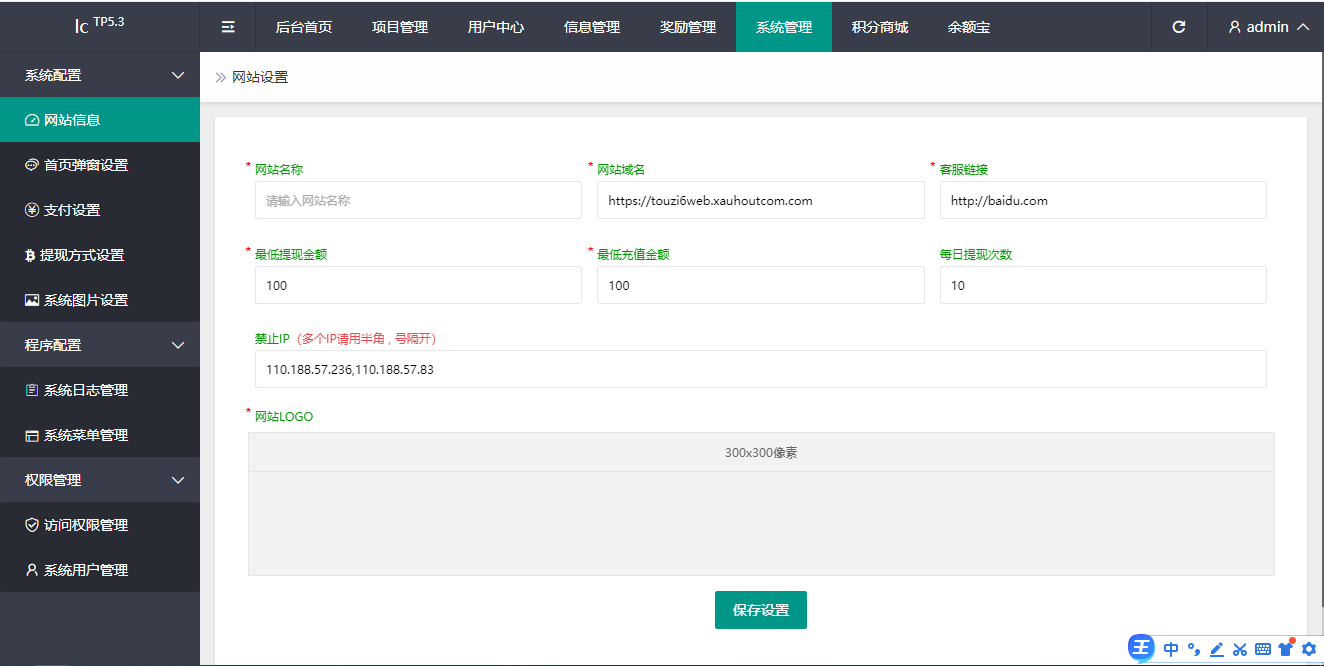 lc TP5.3
后台首页 项目管理 用户中心 信息管理 奖励管理 系统管理 积分商城 余额宝 admin
系统配置
网站信息
首页弹窗设置
支付设置
提现方式设置
系统图片设置
程序配置
系统日志管理
系统菜单管理
权限管理
访问权限管理
系统用户管理
网站设置
* 网站名称 * 网站域名 * 客服链接
请输入网站名称 https://touzi6web.xauhoutcom.com http://baidu.com
* 最低提现金额 * 最低充值金额 每日提现次数
100 100 10
禁止IP（多个IP请用半角 , 号隔开）
110.188.57.236,110.188.57.83
* 网站LOGO
300x300像素
保存设置
王 中